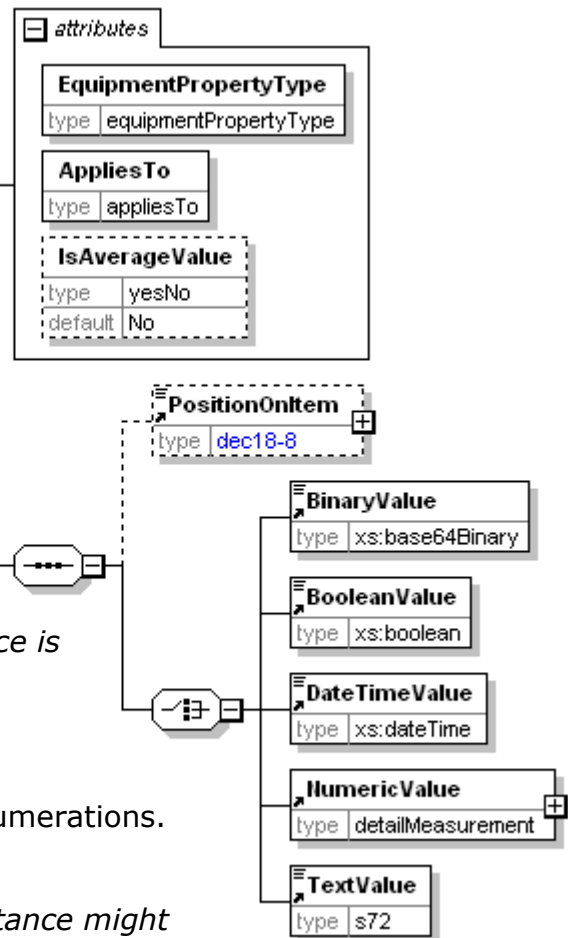 attributes
EquipmentPropertyType
type equipmentPropertyType
AppliesTo
type appliesTo
IsAverageValue
type yesNo
default No
PositionOnItem
type dec18-8
BinaryValue
type xs:base64Binary
BooleanValue
type xs:boolean
ce is
DateTimeValue
type xs:dateTime
NumericValue
type detailMeasurement
umerations.
TextValue
type s72
tance might